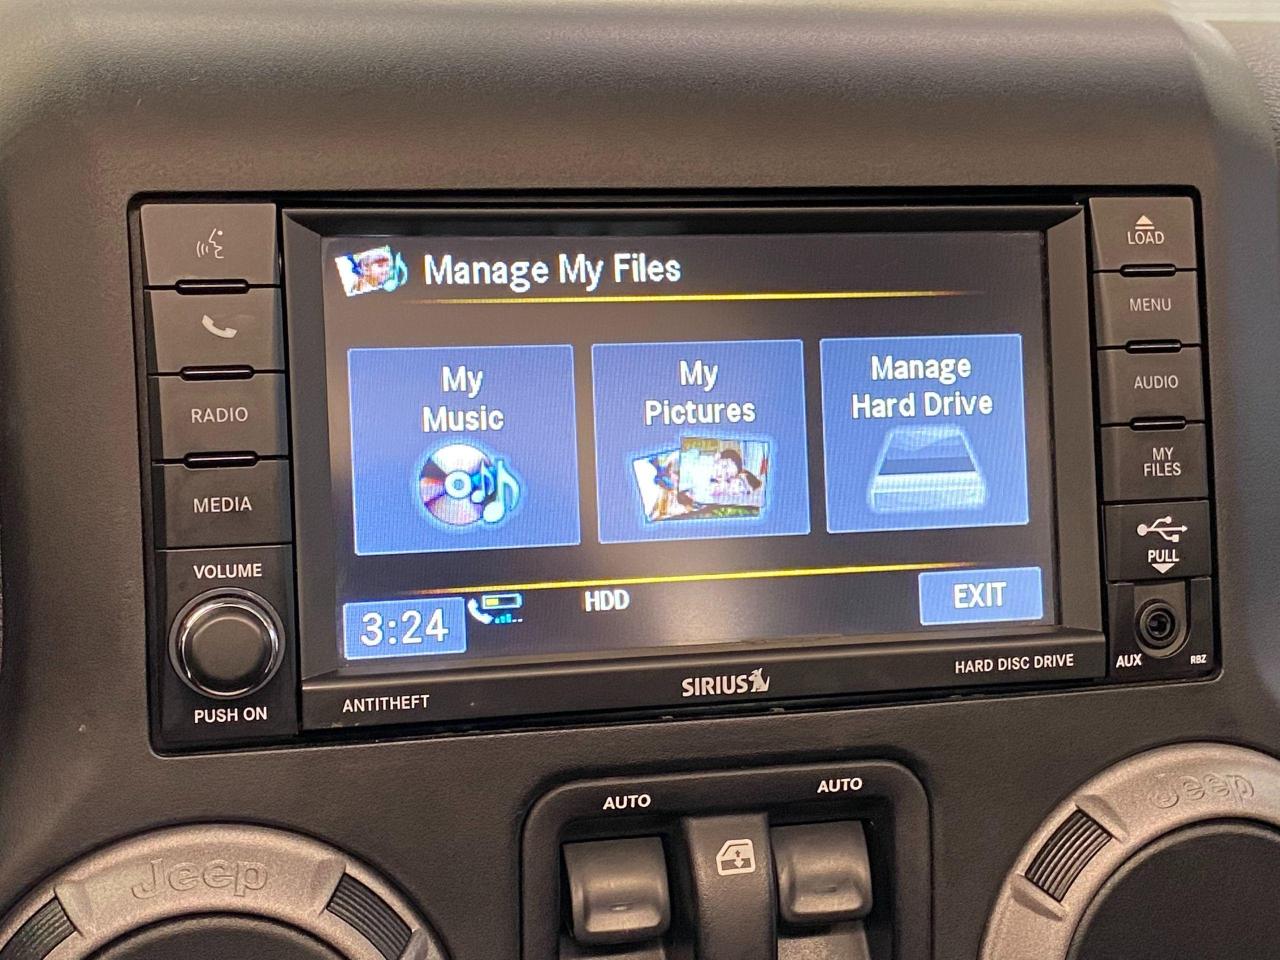 Manage My Files
My
Music
My
Pictures
Manage
Hard Drive
3:24
HDD
EXIT
RADIO
MEDIA
VOLUME
PUSH ON
LOAD
MENU
AUDIO
MY
FILES
PULL
AUX
RBZ
ANTITHEFT
SIRIUS
HARD DISC DRIVE
AUTO
AUTO
Jeep
Jeep